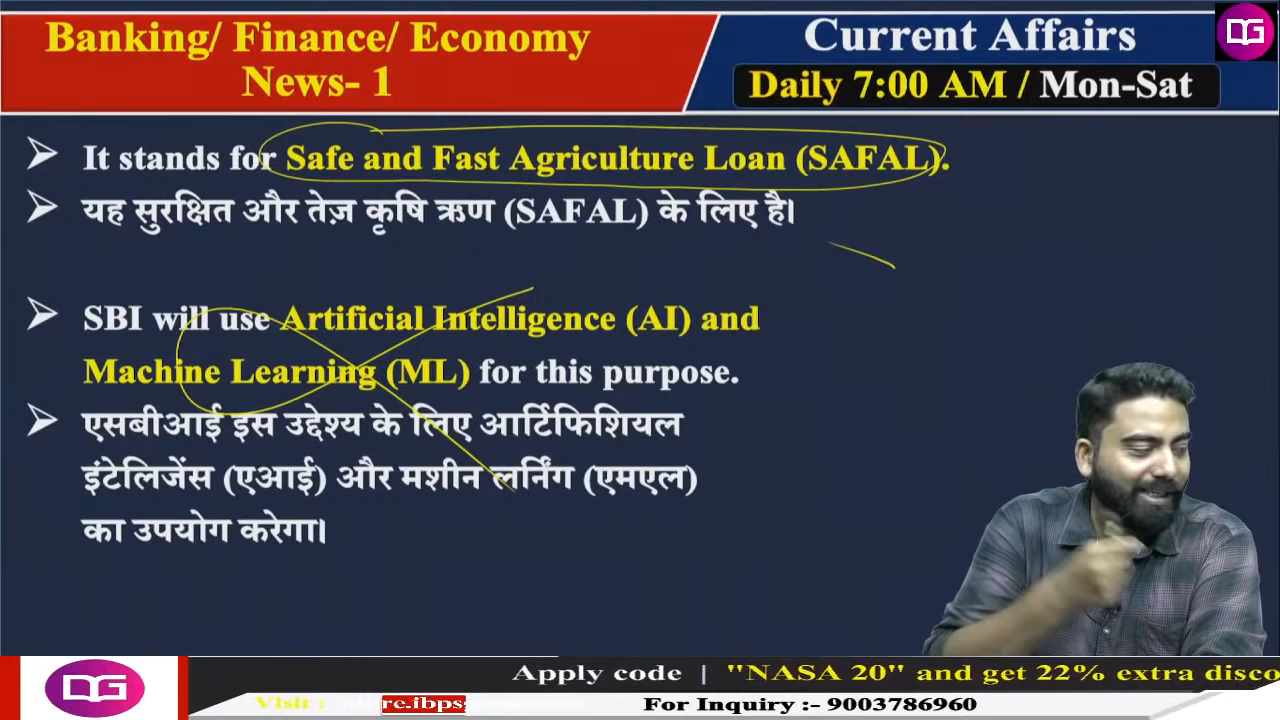 Banking/ Finance/ Economy
News- 1
Current Affairs
Daily 7:00 AM / Mon-Sat
It stands for Safe and Fast Agriculture Loan (SAFAL).
यह सुरक्षित और तेज़ कृषि ऋण (SAFAL) के लिए है।
SBI will use Artificial Intelligence (AI) and
Machine Learning (ML) for this purpose.
एसबीआई इस उद्देश्य के लिए आर्टिफिशियल
इंटेलिजेंस (एआई) और मशीन लर्निंग (एमएल)
का उपयोग करेगा।
Apply code | "NASA 20" and get 22% extra disco
Visit :
For Inquiry :- 9003786960